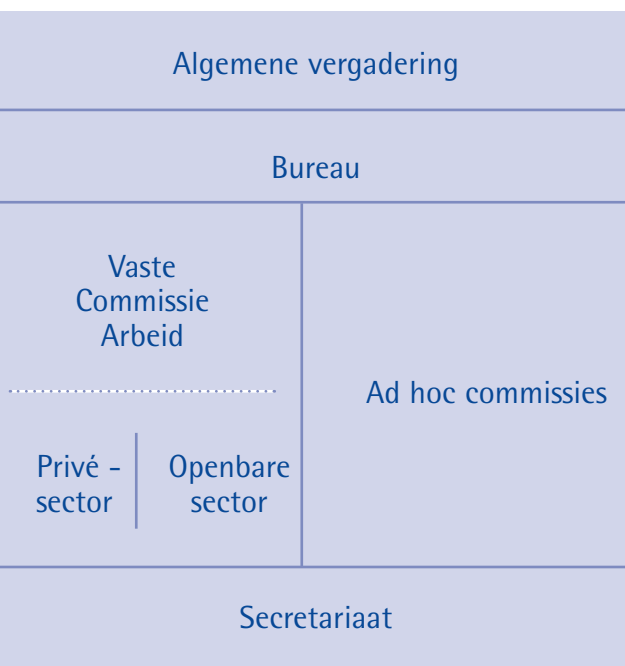 Algemene vergadering
Bureau
Vaste
Commissie
Arbeid
Privé -
sector
Openbare
sector
Ad hoc commissies
Secretariaat